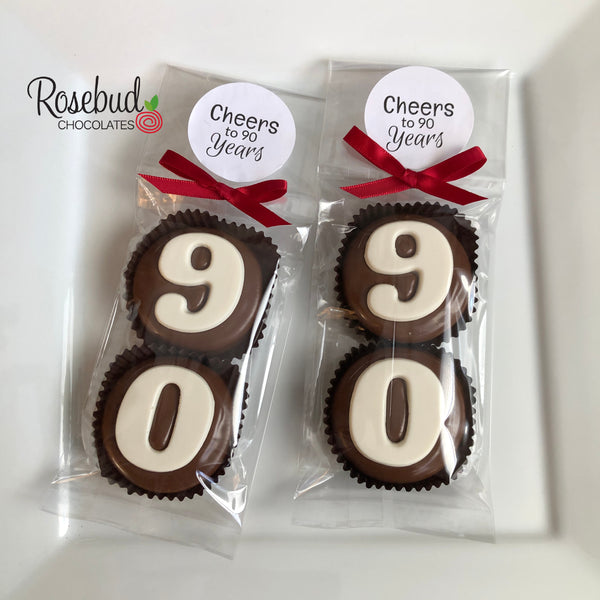 Rosebud
CHOCOLATES
Cheers
to 90
Years
9
0
Cheers
to 90
Years
9
0